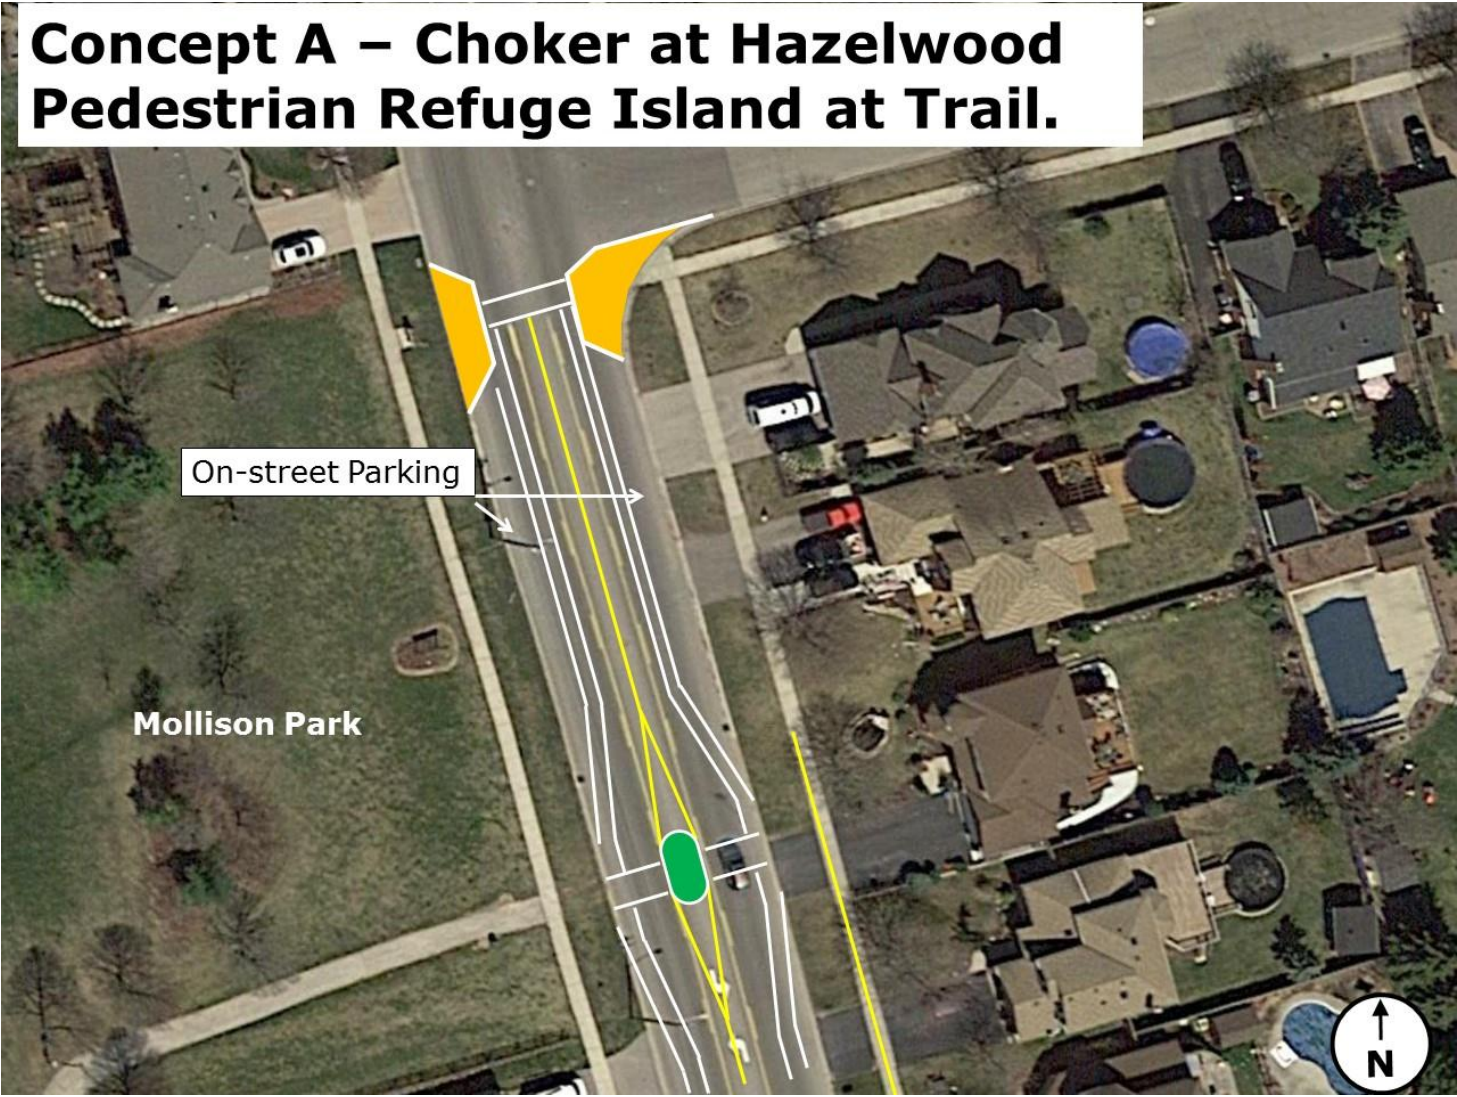 Concept A – Choker at Hazelwood
Pedestrian Refuge Island at Trail.
On-street Parking
Mollison Park
N